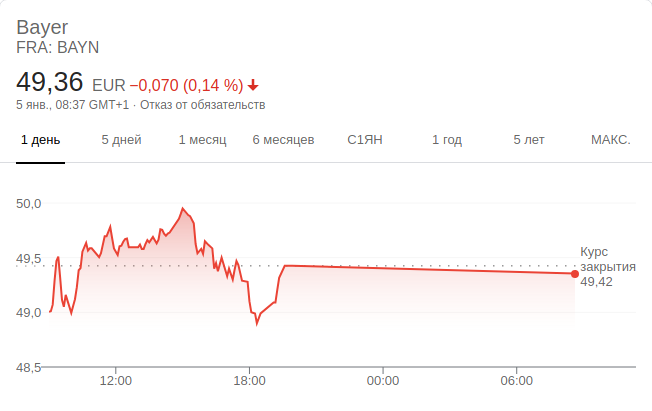 Bayer
FRA: BAYN
49,36 EUR −0,070 (0,14 %)
5 янв., 08:37 GMT+1 · Отказ от обязательств
1 день 5 дней 1 месяц 6 месяцев С1ЯН 1 год 5 лет МАКС.
50,0
49,5
49,0
48,5
Курс
закрытия
49,42
12:00 18:00 00:00 06:00